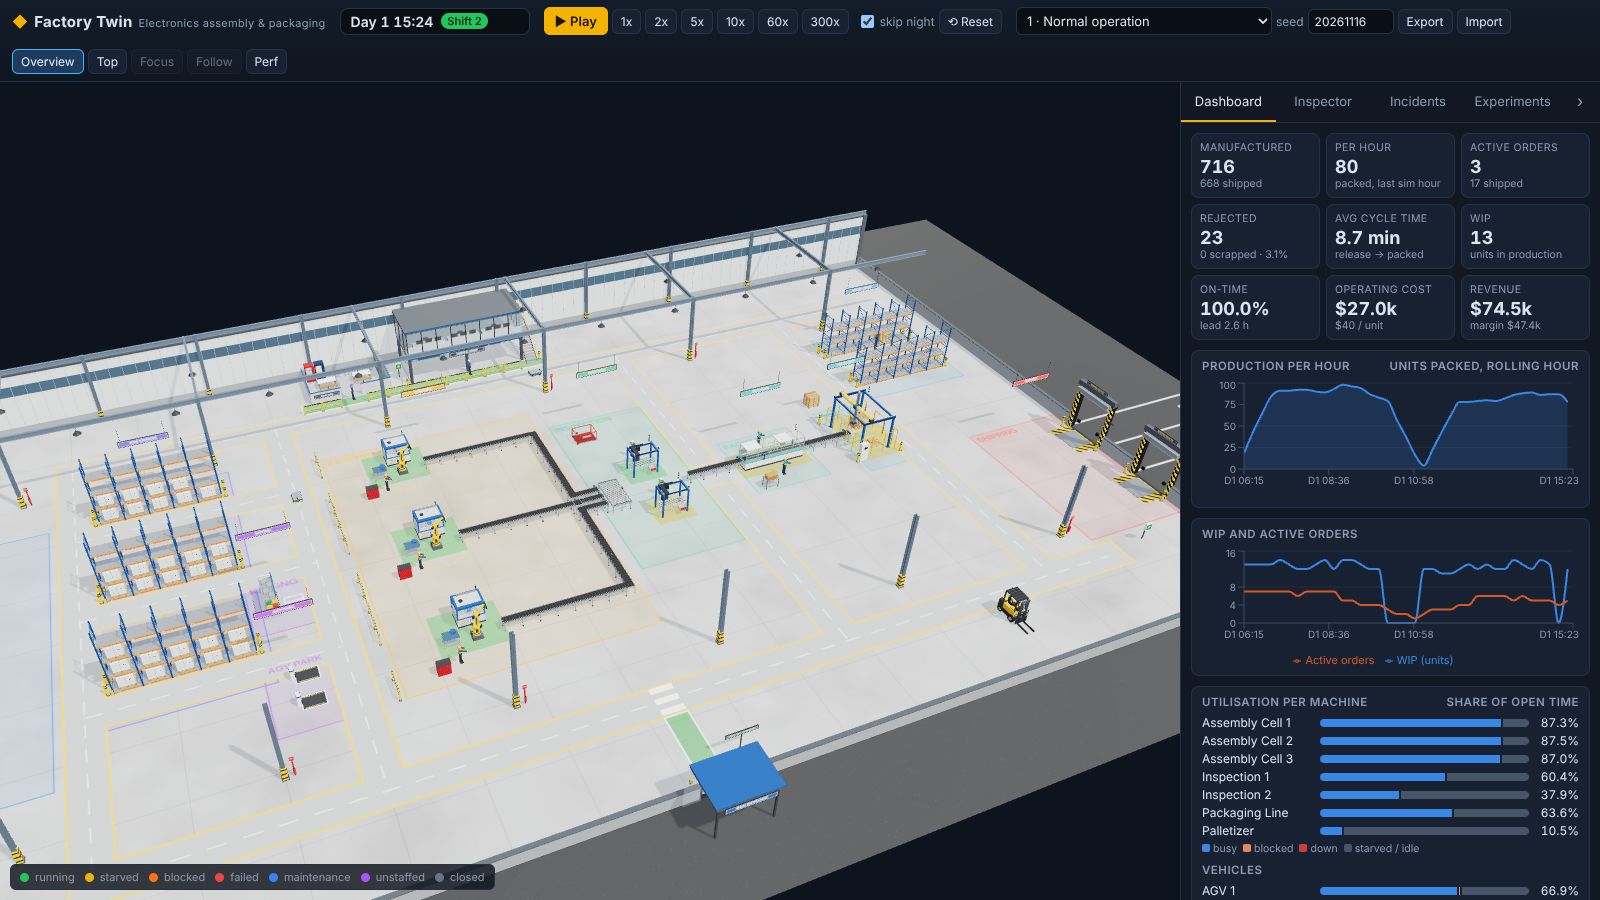 Factory Twin Electronics assembly & packaging
Day 1 15:24 Shift 2
Play 1x 2x 5x 10x 60x 300x skip night Reset
1 · Normal operation seed 20261116 Export Import
Overview Top Focus Follow Perf
Dashboard Inspector Incidents Experiments ›
MANUFACTURED
716
668 shipped
PER HOUR
80
packed, last sim hour
ACTIVE ORDERS
3
17 shipped
REJECTED
23
0 scrapped · 3.1%
AVG CYCLE TIME
8.7 min
release → packed
WIP
13
units in production
ON-TIME
100.0%
lead 2.6 h
OPERATING COST
$27.0k
$40 / unit
REVENUE
$74.5k
margin $47.4k
PRODUCTION PER HOUR UNITS PACKED, ROLLING HOUR
100
75
50
25
0
D1 06:15 D1 08:36 D1 10:58 D1 15:23
WIP AND ACTIVE ORDERS
16
8
4
0
D1 06:15 D1 08:36 D1 10:58 D1 15:23
Active orders WIP (units)
UTILISATION PER MACHINE SHARE OF OPEN TIME
Assembly Cell 1 87.3%
Assembly Cell 2 87.5%
Assembly Cell 3 87.0%
Inspection 1 60.4%
Inspection 2 37.9%
Packaging Line 63.6%
Palletizer 10.5%
busy blocked down starved / idle
VEHICLES
AGV 1 66.9%
SHIPPING
AGV PARK
running starved blocked failed maintenance unstaffed closed